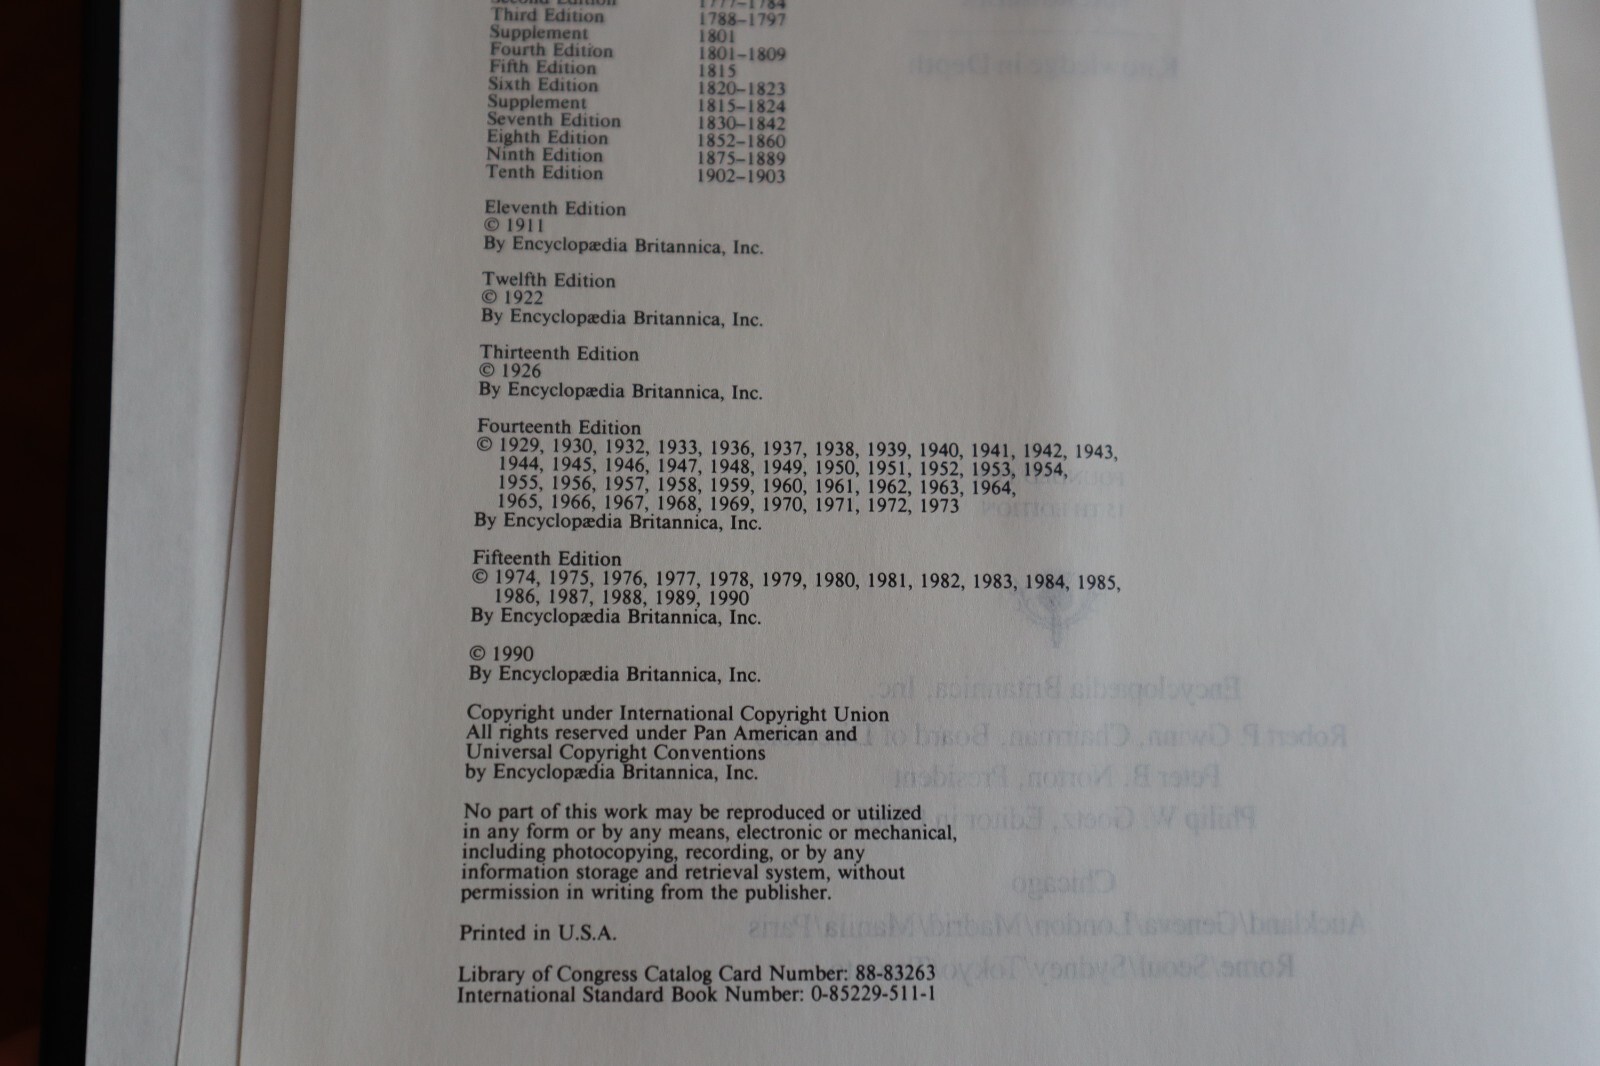 Second Edition 1777–1784
Third Edition 1788–1797
Supplement 1801
Fourth Edition 1801–1809
Fifth Edition 1815
Sixth Edition 1820–1823
Supplement 1815–1824
Seventh Edition 1830–1842
Eighth Edition 1852–1860
Ninth Edition 1875–1889
Tenth Edition 1902–1903
Eleventh Edition
© 1911
By Encyclopædia Britannica, Inc.
Twelfth Edition
© 1922
By Encyclopædia Britannica, Inc.
Thirteenth Edition
© 1926
By Encyclopædia Britannica, Inc.
Fourteenth Edition
© 1929, 1930, 1932, 1933, 1936, 1937, 1938, 1939, 1940, 1941, 1942, 1943,
1944, 1945, 1946, 1947, 1948, 1949, 1950, 1951, 1952, 1953, 1954,
1955, 1956, 1957, 1958, 1959, 1960, 1961, 1962, 1963, 1964,
1965, 1966, 1967, 1968, 1969, 1970, 1971, 1972, 1973
By Encyclopædia Britannica, Inc.
Fifteenth Edition
© 1974, 1975, 1976, 1977, 1978, 1979, 1980, 1981, 1982, 1983, 1984, 1985,
1986, 1987, 1988, 1989, 1990
By Encyclopædia Britannica, Inc.
© 1990
By Encyclopædia Britannica, Inc.
Copyright under International Copyright Union
All rights reserved under Pan American and
Universal Copyright Conventions
by Encyclopædia Britannica, Inc.
No part of this work may be reproduced or utilized
in any form or by any means, electronic or mechanical,
including photocopying, recording, or by any
information storage and retrieval system, without
permission in writing from the publisher.
Printed in U.S.A.
Library of Congress Catalog Card Number: 88-83263
International Standard Book Number: 0-85229-511-1